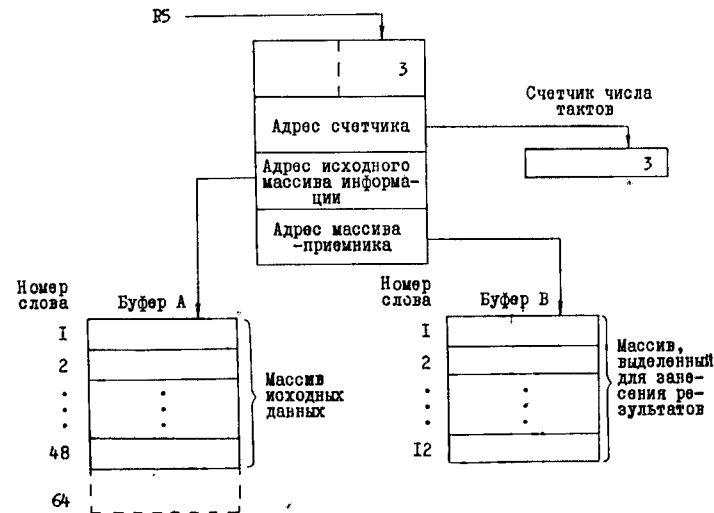 R5
3
Счетчик числа
тактов
Адрес счетчика
3
Адрес исходного
массива информа-
ции
Адрес массива
-приемника
Номер
слова
Буфер А
Номер
слова
Буфер В
I
2
48
64
Массив
исходных
данных
I
2
I2
Массив,
выделенный
для зане-
сения ре-
зультатов